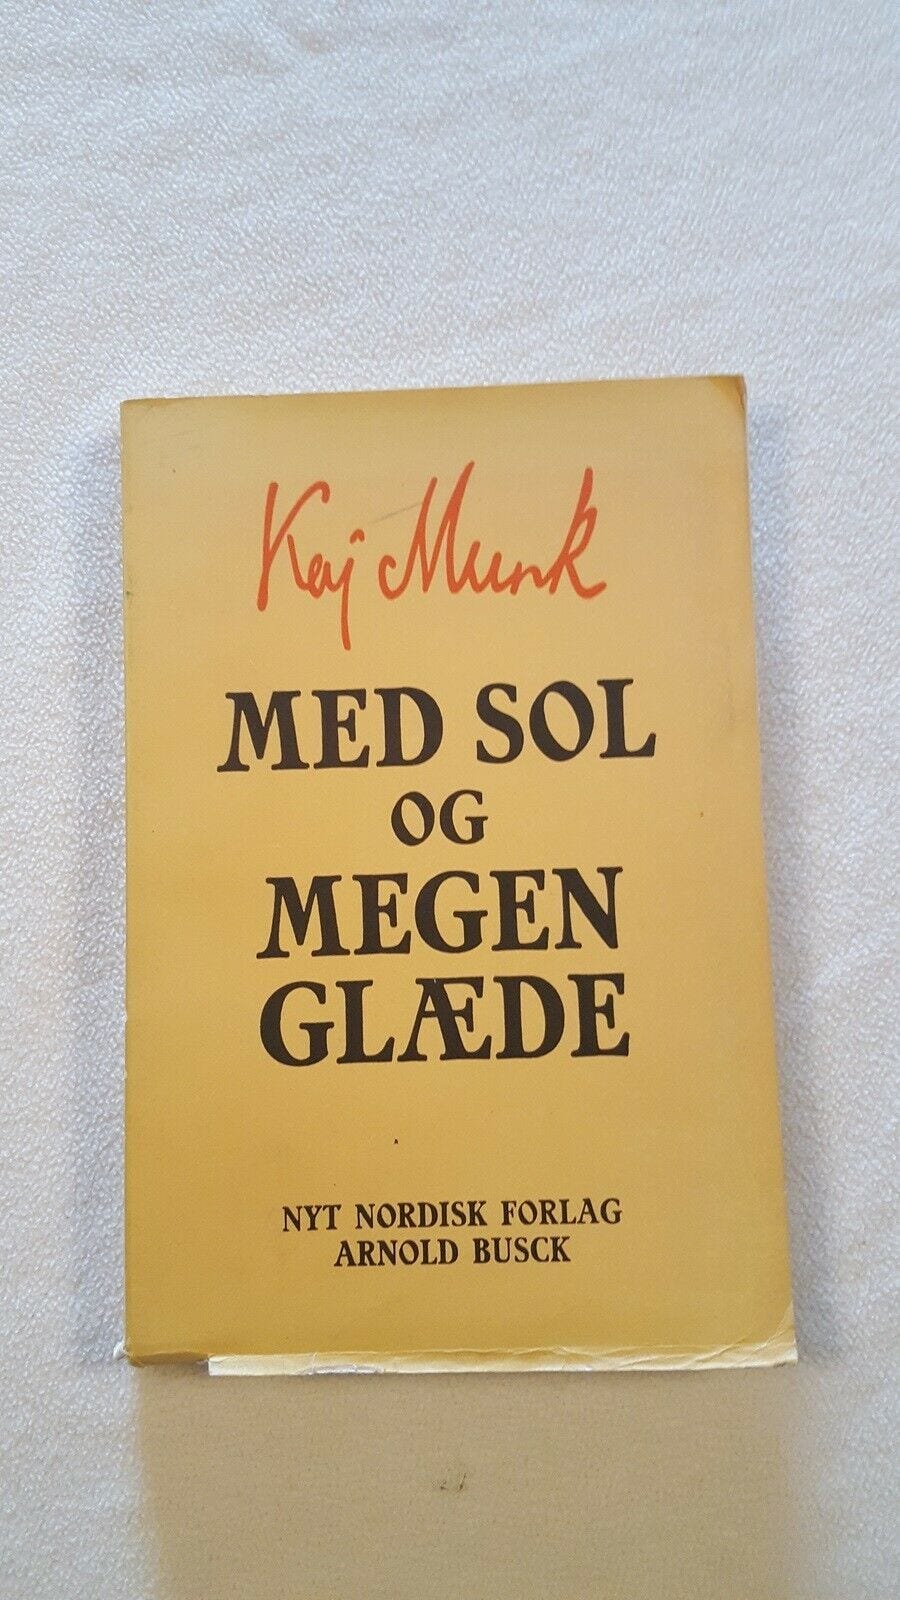 Kaj Munk
MED SOL
OG
MEGEN
GLÆDE
NYT NORDISK FORLAG
ARNOLD BUSCK